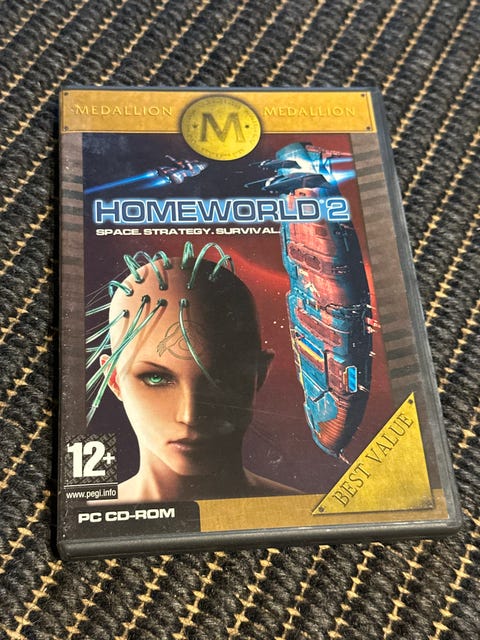 MEDALLION M MEDALLION
HOMEWORLD 2
SPACE. STRATEGY. SURVIVAL.
12+
www.pegi.info
BEST VALUE
PC CD-ROM